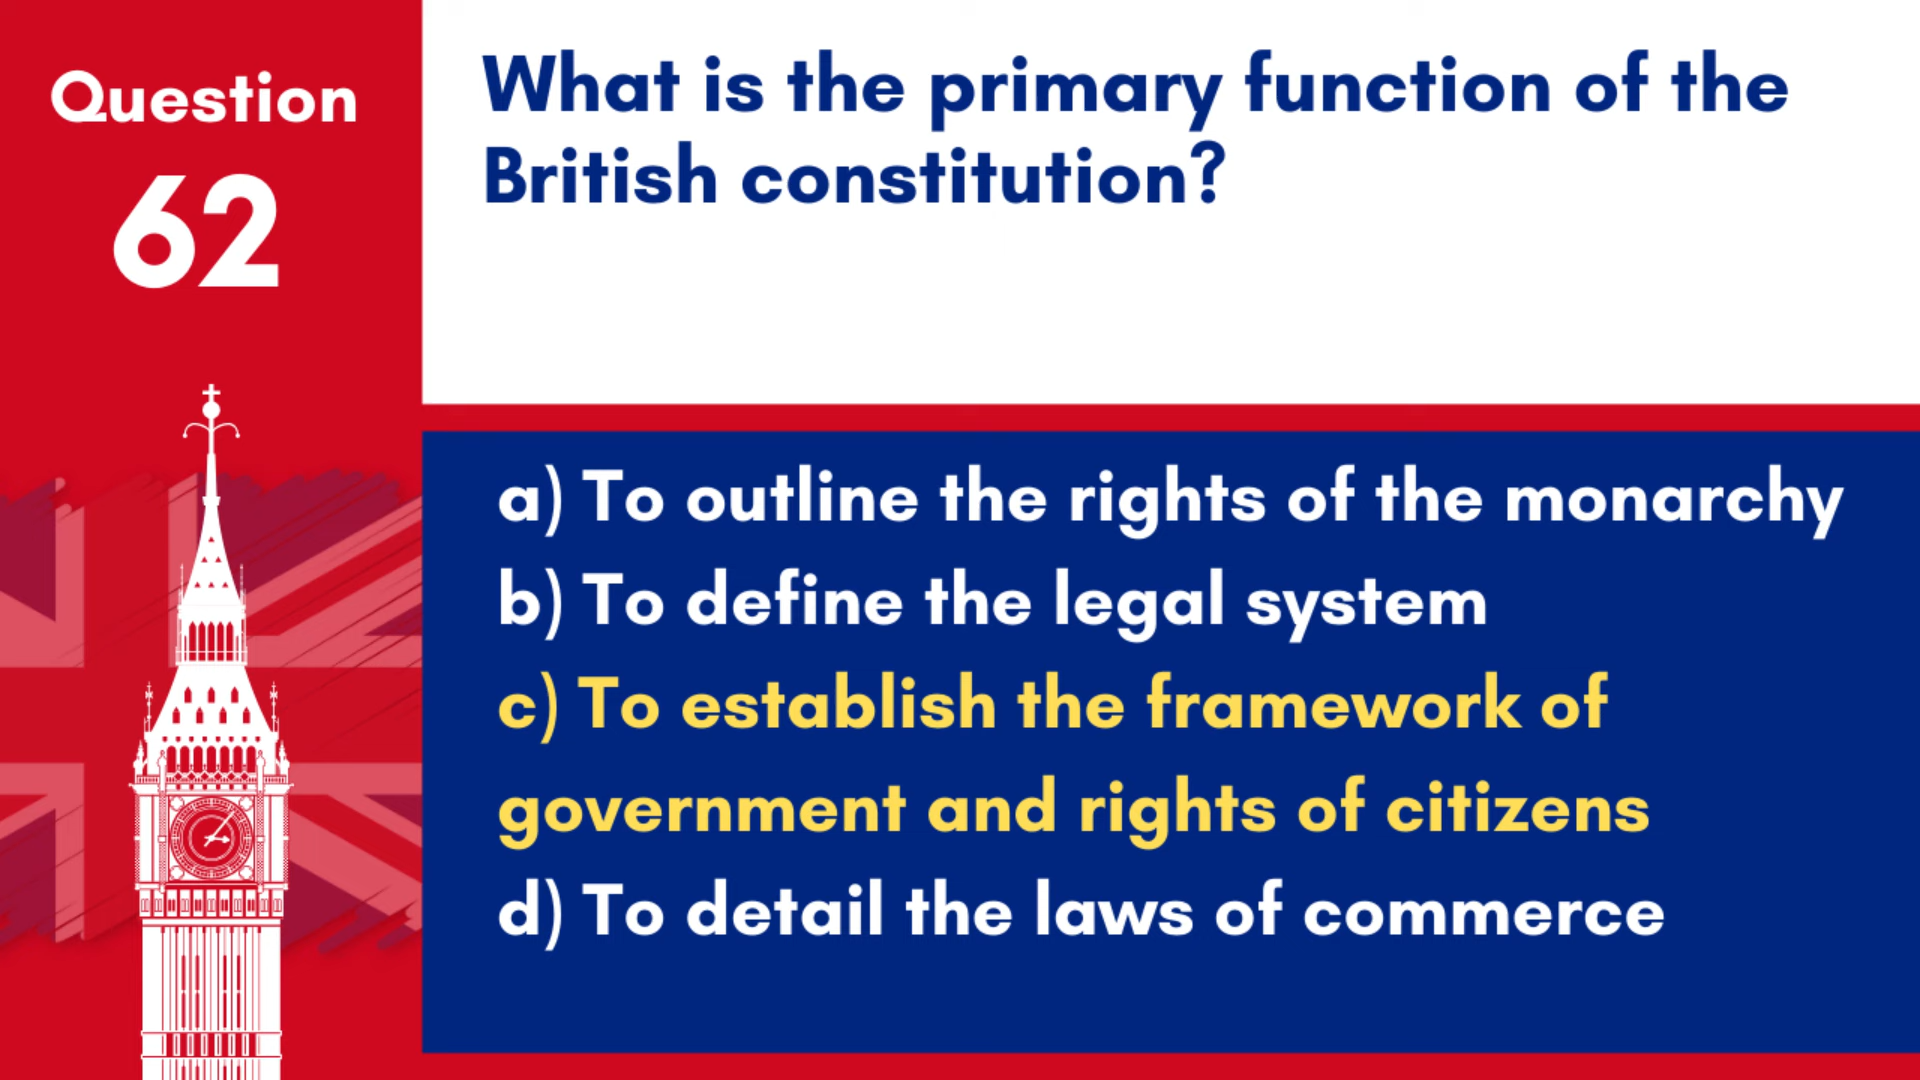 Question
62
What is the primary function of the
British constitution?
a) To outline the rights of the monarchy
b) To define the legal system
c) To establish the framework of
government and rights of citizens
d) To detail the laws of commerce